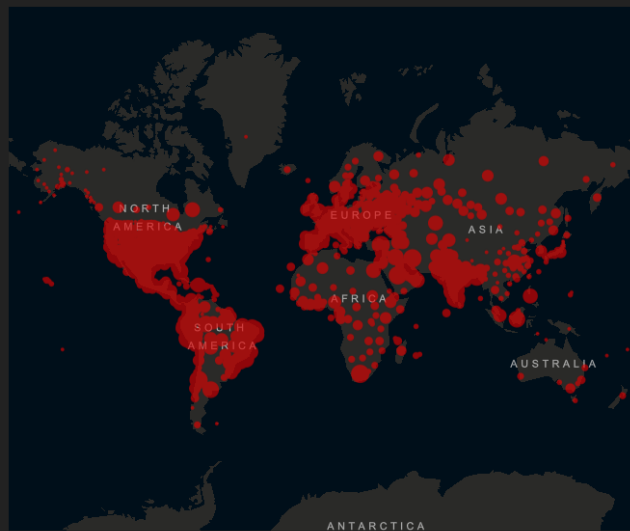 NORTH
AMERICA
EUROPE
ASIA
AFRICA
SOUTH
AMERICA
AUSTRALIA
ANTARCTICA